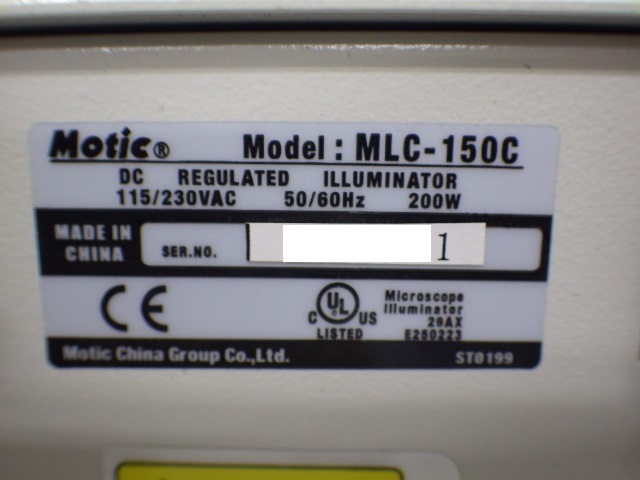 Motic® Model : MLC-150C
DC REGULATED ILLUMINATOR
115/230VAC 50/60Hz 200W
MADE IN
CHINA
SER.NO. 1
CE
C UL US
LISTED
Microscope
Illuminator
29AX
E250223
Motic China Group Co.,Ltd. ST0199